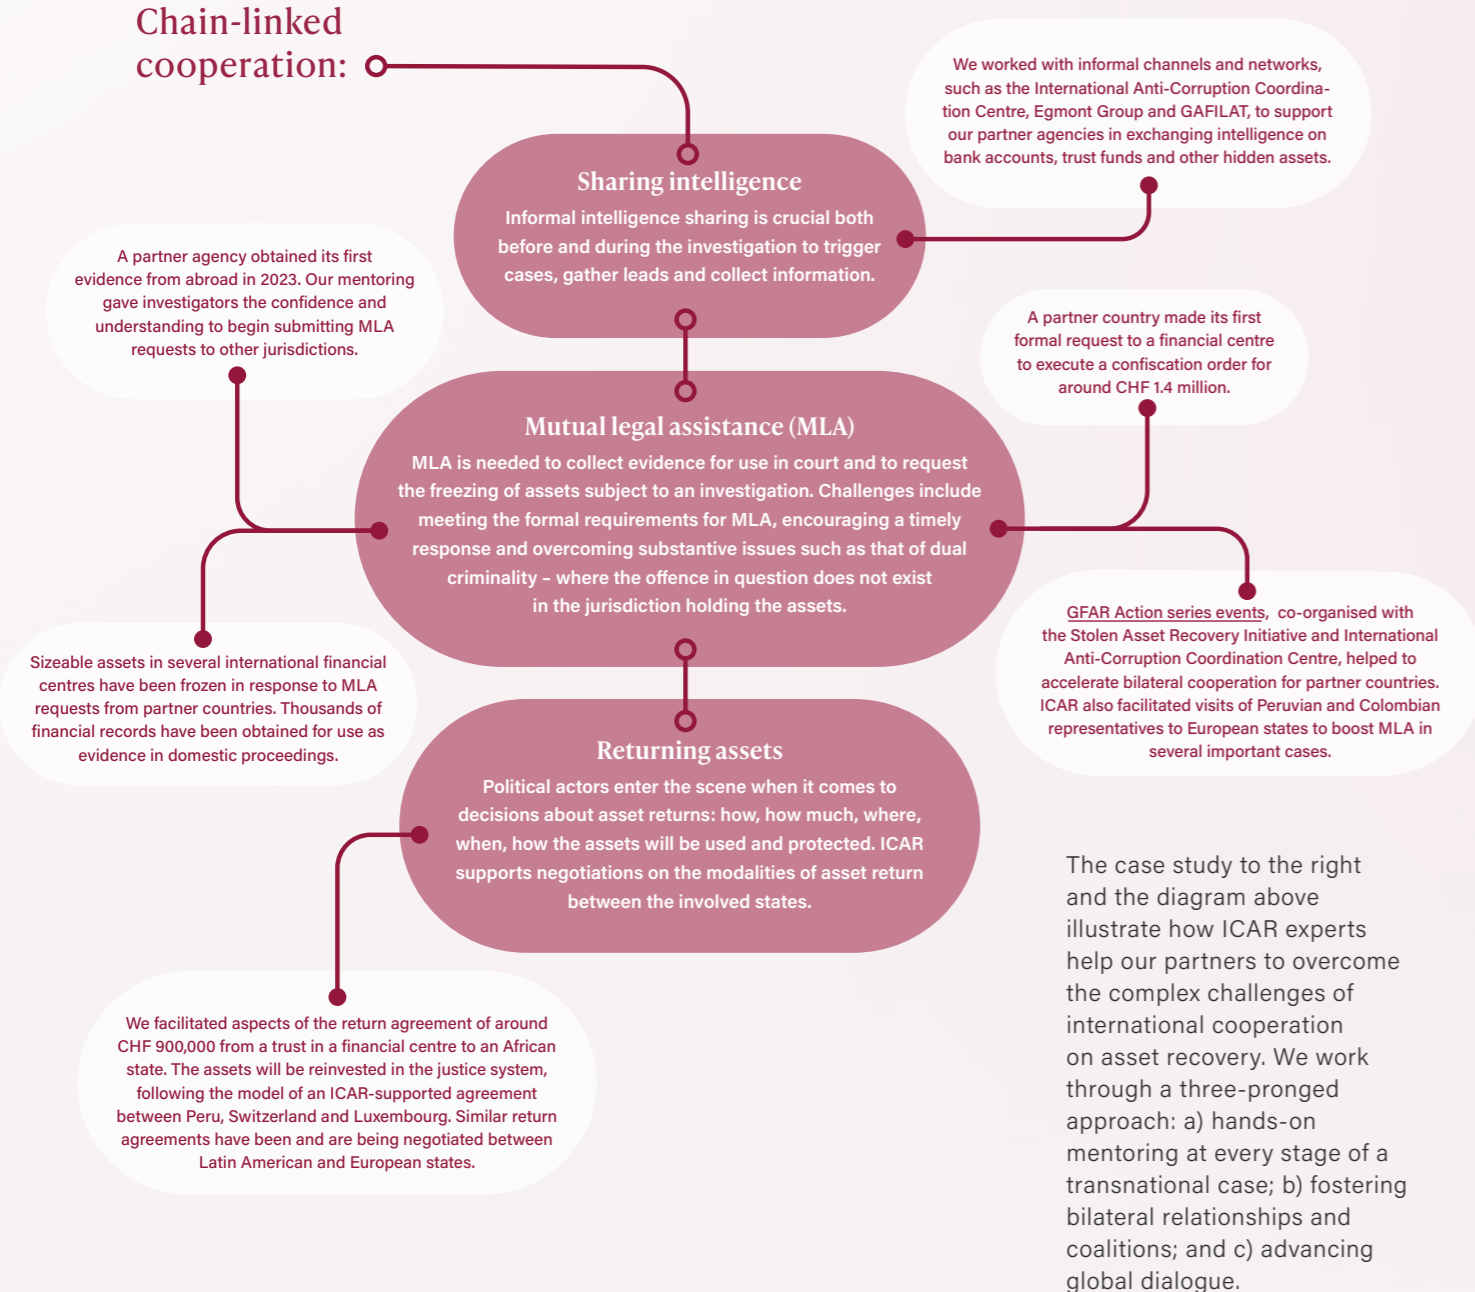 Chain-linked
cooperation:
We worked with informal channels and networks,
such as the International Anti-Corruption Coordina-
tion Centre, Egmont Group and GAFILAT, to support
our partner agencies in exchanging intelligence on
bank accounts, trust funds and other hidden assets.
Sharing intelligence
Informal intelligence sharing is crucial both
before and during the investigation to trigger
cases, gather leads and collect information.
A partner agency obtained its first
evidence from abroad in 2023. Our mentoring
gave investigators the confidence and
understanding to begin submitting MLA
requests to other jurisdictions.
A partner country made its first
formal request to a financial centre
to execute a confiscation order for
around CHF 1.4 million.
Mutual legal assistance (MLA)
MLA is needed to collect evidence for use in court and to request
the freezing of assets subject to an investigation. Challenges include
meeting the formal requirements for MLA, encouraging a timely
response and overcoming substantive issues such as that of dual
criminality – where the offence in question does not exist
in the jurisdiction holding the assets.
Sizeable assets in several international financial
centres have been frozen in response to MLA
requests from partner countries. Thousands of
financial records have been obtained for use as
evidence in domestic proceedings.
GFAR Action series events, co-organised with
the Stolen Asset Recovery Initiative and International
Anti-Corruption Coordination Centre, helped to
accelerate bilateral cooperation for partner countries.
ICAR also facilitated visits of Peruvian and Colombian
representatives to European states to boost MLA in
several important cases.
Returning assets
Political actors enter the scene when it comes to
decisions about asset returns: how, how much, where,
when, how the assets will be used and protected. ICAR
supports negotiations on the modalities of asset return
between the involved states.
We facilitated aspects of the return agreement of around
CHF 900,000 from a trust in a financial centre to an African
state. The assets will be reinvested in the justice system,
following the model of an ICAR-supported agreement
between Peru, Switzerland and Luxembourg. Similar return
agreements have been and are being negotiated between
Latin American and European states.
The case study to the right
and the diagram above
illustrate how ICAR experts
help our partners to overcome
the complex challenges of
international cooperation
on asset recovery. We work
through a three-pronged
approach: a) hands-on
mentoring at every stage of a
transnational case; b) fostering
bilateral relationships and
coalitions; and c) advancing
global dialogue.